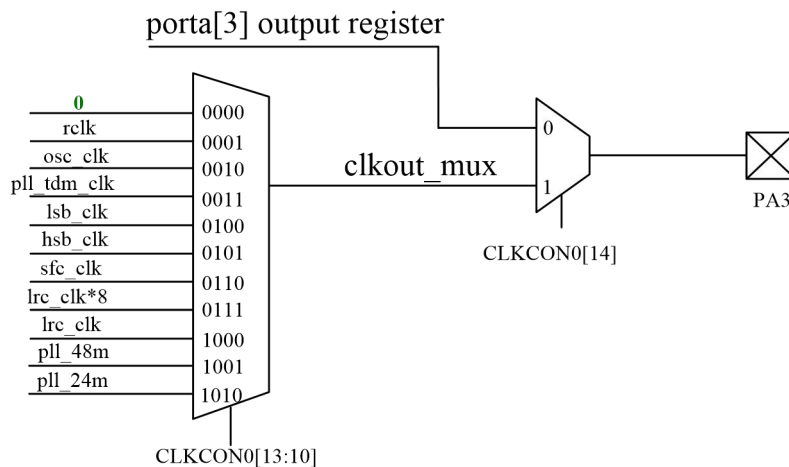 porta[3] output register
0
0000
rclk
0001
osc_clk
0010
pll_tdm_clk
0011
lsb_clk
0100
hsb_clk
0101
sfc_clk
0110
lrc_clk*8
0111
lrc_clk
1000
pll_48m
1001
pll_24m
1010
CLKCON0[13:10]
clkout_mux
0
1
CLKCON0[14]
PA3